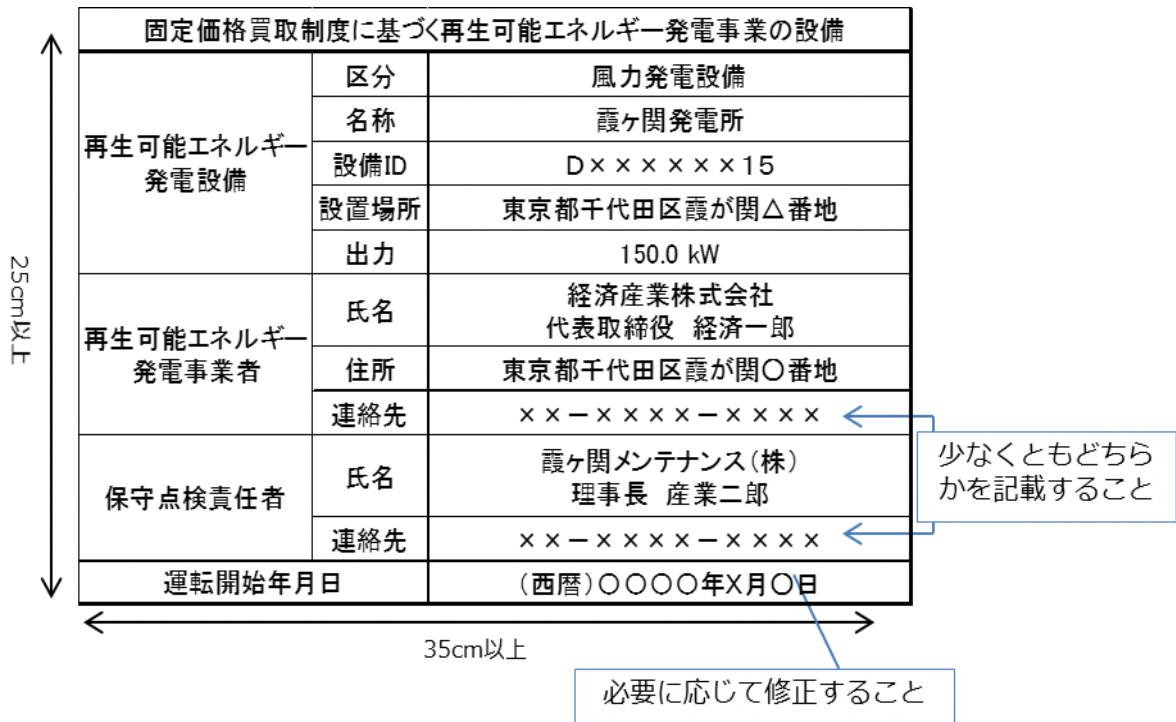 固定価格買取制度に基づく再生可能エネルギー発電事業の設備
再生可能エネルギー
発電設備
区分
風力発電設備
名称
霞ヶ関発電所
設備ID
D××××××15
設置場所
東京都千代田区霞が関△番地
出力
150.0 kW
再生可能エネルギー
発電事業者
氏名
経済産業株式会社
代表取締役 経済一郎
住所
東京都千代田区霞が関〇番地
連絡先
××－××××－××××
保守点検責任者
氏名
霞ヶ関メンテナンス（株）
理事長 産業二郎
連絡先
××－××××－××××
運転開始年月日
（西暦）〇〇〇〇年X月〇日
25cm以上
35cm以上
少なくともどちら
かを記載すること
必要に応じて修正すること